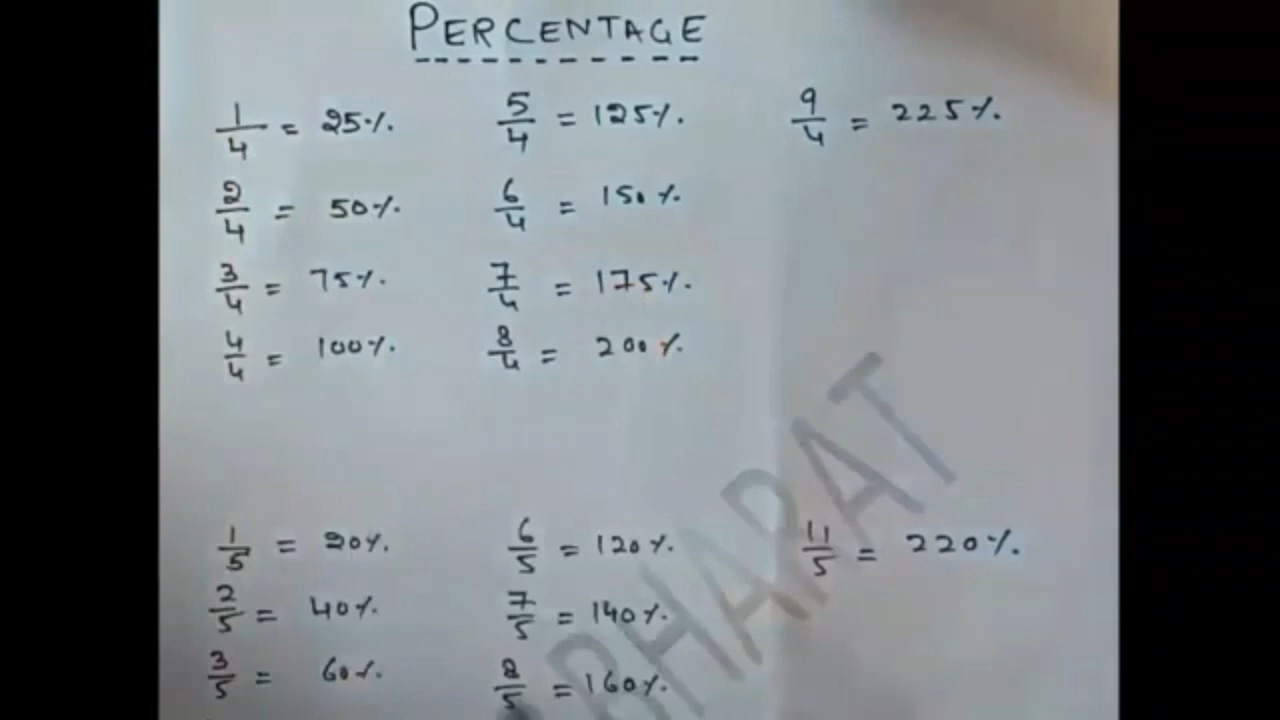 PERCENTAGE
1/4 = 25% 5/4 = 125% 9/4 = 225%
2/4 = 50% 6/4 = 150%
3/4 = 75% 7/4 = 175%
4/4 = 100% 8/4 = 200%
1/5 = 20% 6/5 = 120% 11/5 = 220%
2/5 = 40% 7/5 = 140%
3/5 = 60% 8/5 = 160%
BHARAT